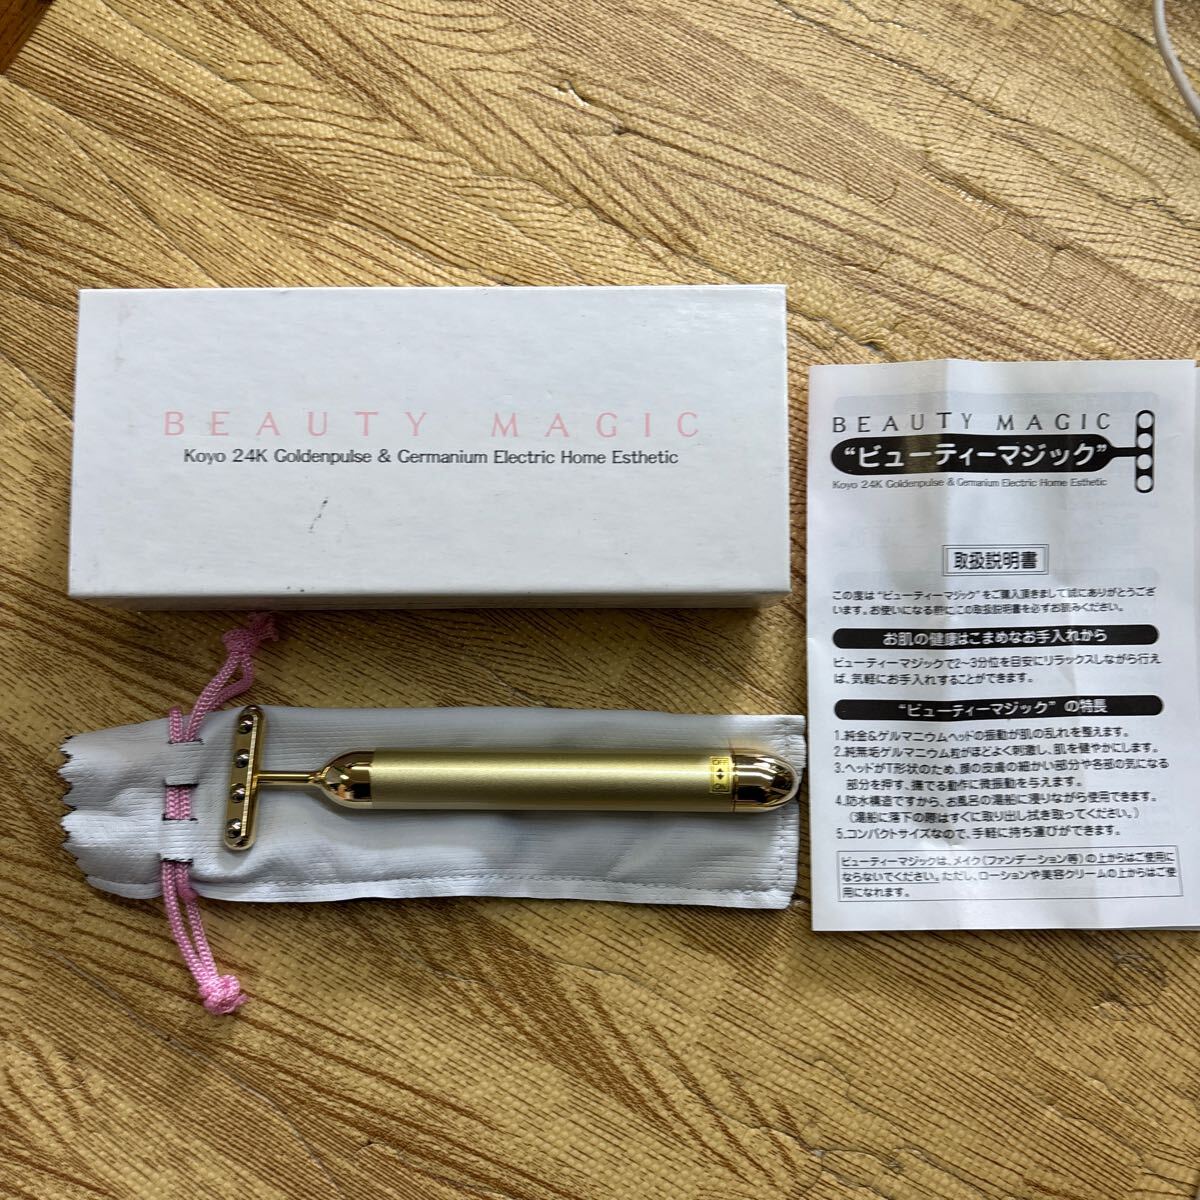 BEAUTY MAGIC
Koyo 24K Goldenpulse & Germanium Electric Home Esthetic
OFF
ON
BEAUTY MAGIC
“ビューティーマジック”
Koyo 24K Goldenpulse & Germanium Electric Home Esthetic
取扱説明書
この度は“ビューティーマジック”をご購入頂きまして誠にありがとうござ
います。お使いになる前に、この取扱説明書を必ずお読みください。
お肌の健康はこまめなお手入れから
ビューティーマジックで2〜3分位を目安にリラックスしながら行え
ば、気軽にお手入れすることができます。
“ビューティーマジック”の特長
1.純金&ゲルマニウムヘッドの振動が肌の乱れを整えます。
2.純無垢ゲルマニウム粒がほどよく刺激し、肌を健やかにします。
3.ヘッドがT形状のため、顔の皮膚の細かい部分や各部の気になる
部分を押す、撫でる動作に微振動を与えます。
4.防水構造ですから、お風呂の湯船に浸りながら使用できます。
(湯船に落下の際はすぐに取り出し拭き取ってください。)
5.コンパクトサイズなので、手軽に持ち運びができます。
ビューティーマジックは、メイク(ファンデーション等)の上からはご使用に
ならないでください。ただし、ローションや美容クリームの上からはご使
用になれます。